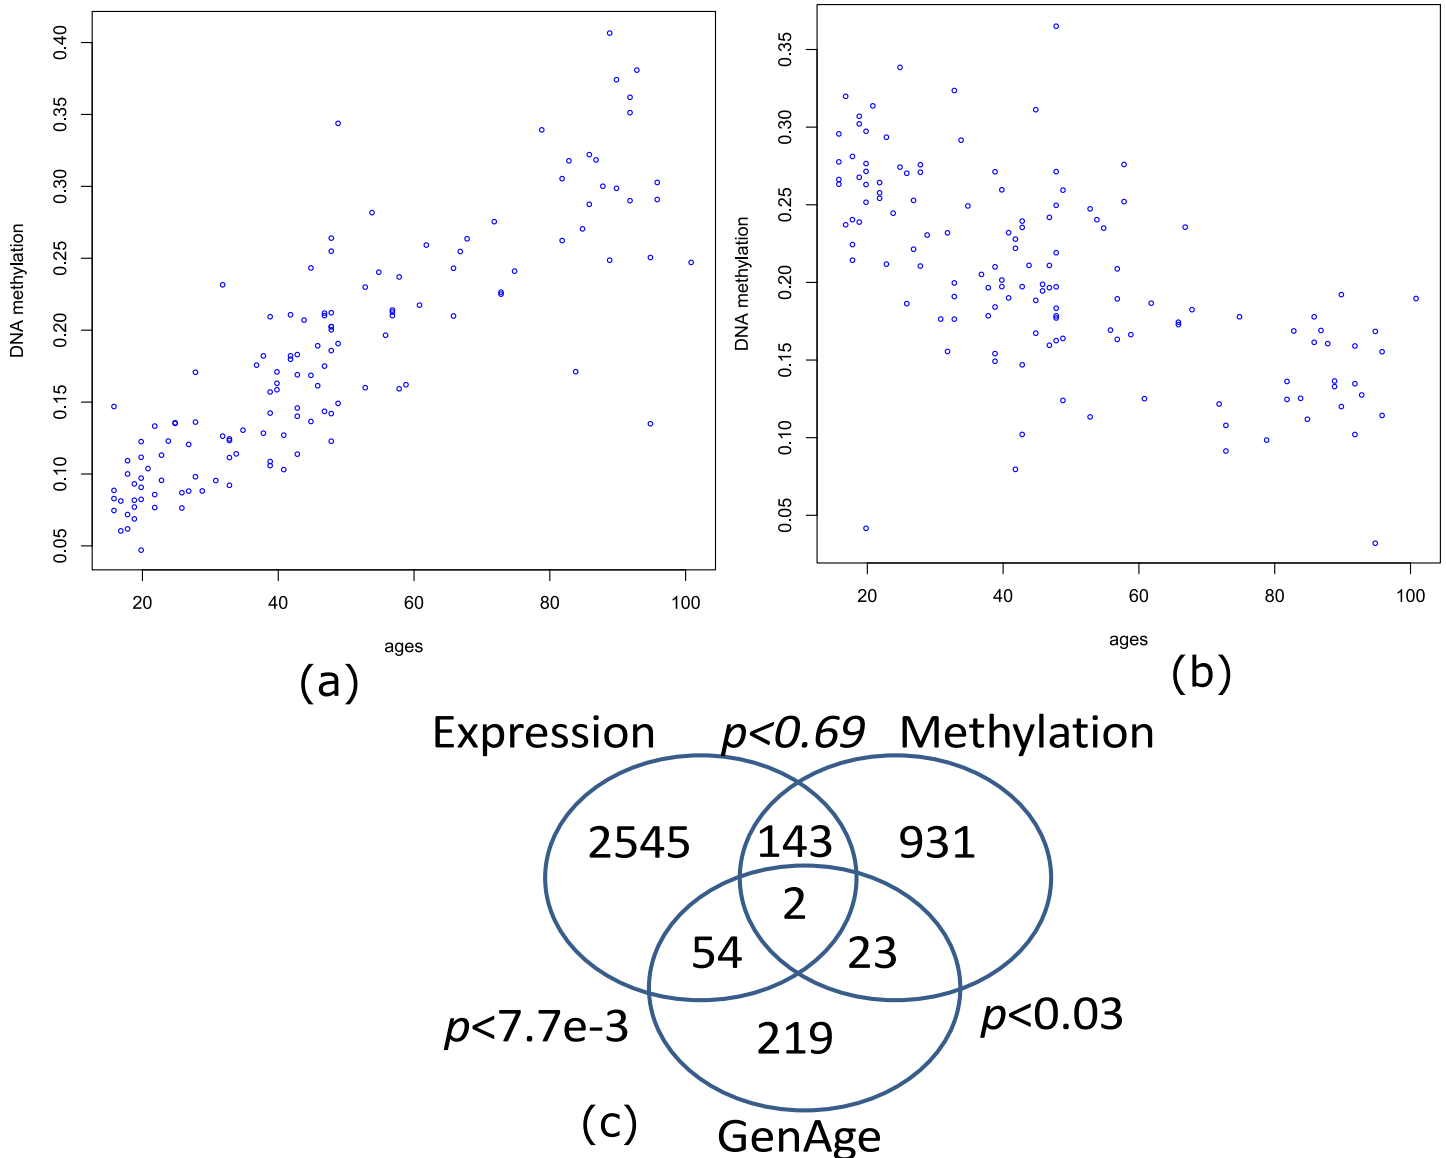 0.40
0.35
0.30
0.25
0.20
0.15
0.10
0.05
DNA methylation
20 40 60 80 100
ages
(a)
0.35
0.30
0.25
0.20
0.15
0.10
0.05
DNA methylation
20 40 60 80 100
ages
(b)
Expression p<0.69 Methylation
2545 143 931
2
54 23
p<7.7e-3 219 p<0.03
(c)
GenAge